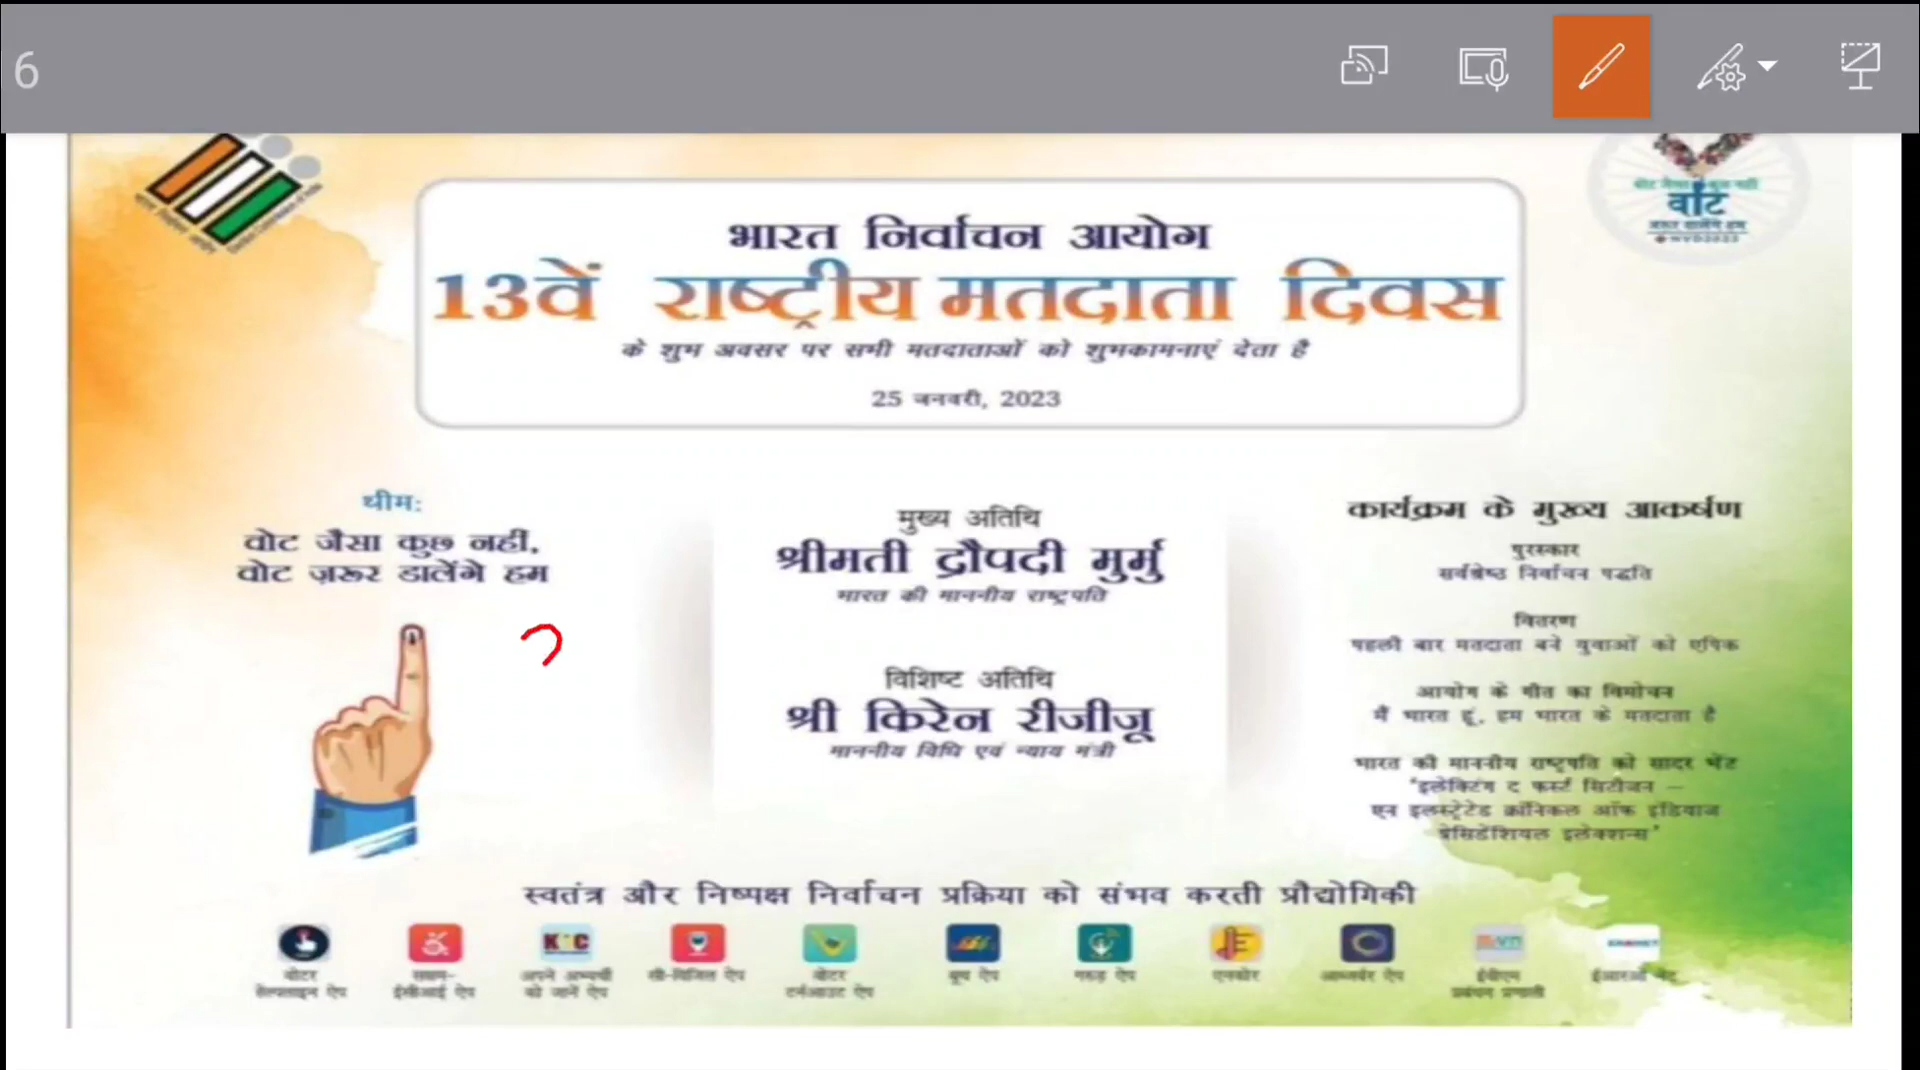 6
वोट जैसा कुछ नहीं
वोट
ज़रूर डालेंगे हम
भारत निर्वाचन आयोग
13वें राष्ट्रीय मतदाता दिवस
के शुभ अवसर पर सभी मतदाताओं को शुभकामनाएं देता है
25 जनवरी, 2023
थीम:
वोट जैसा कुछ नहीं,
वोट ज़रूर डालेंगे हम
मुख्य अतिथि
श्रीमती द्रौपदी मुर्मु
भारत की माननीय राष्ट्रपति
विशिष्ट अतिथि
श्री किरेन रीजीजू
माननीय विधि एवं न्याय मंत्री
कार्यक्रम के मुख्य आकर्षण
पुरस्कार
सर्वश्रेष्ठ निर्वाचन पद्धति
वितरण
पहली बार मतदाता बने युवाओं को एपिक
आयोग के गीत का विमोचन
मैं भारत हूं, हम भारत के मतदाता है
भारत की माननीय राष्ट्रपति को सादर भेंट
'इलेक्टिंग द फर्स्ट सिटीजन –
एन इलस्ट्रेटेड क्रॉनिकल ऑफ इंडियाज
प्रेसिडेंशियल इलेक्शन्स'
स्वतंत्र और निष्पक्ष निर्वाचन प्रक्रिया को संभव करती प्रौद्योगिकी
वोटर
हेल्पलाइन ऐप
सक्षम-
ईसीआई ऐप
अपने अभ्यर्थी
को जानें ऐप
सी-विजिल ऐप
वोटर
टर्नआउट ऐप
बूथ ऐप
गरुड़ ऐप
एनकोर
आब्जर्वर ऐप
ईवीएम
प्रबंधन प्रणाली
ईआरओ नेट